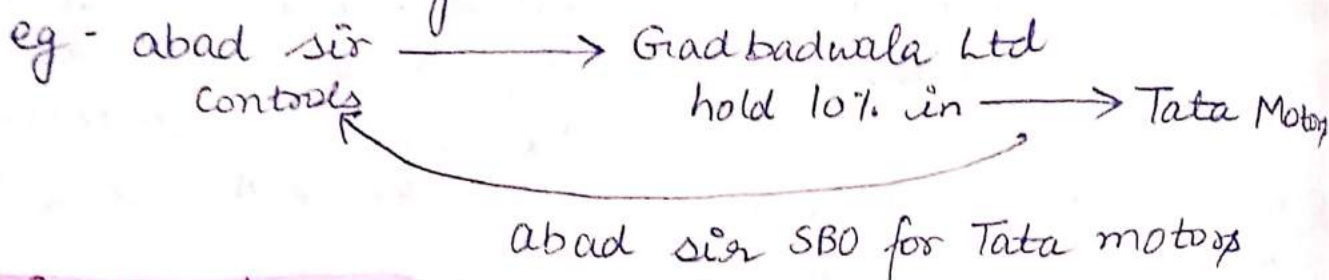 eg - abad sir ⟶ Gadbadwala Ltd
controls hold 10% in ⟶ Tata Motors
abad sir SBO for Tata motors